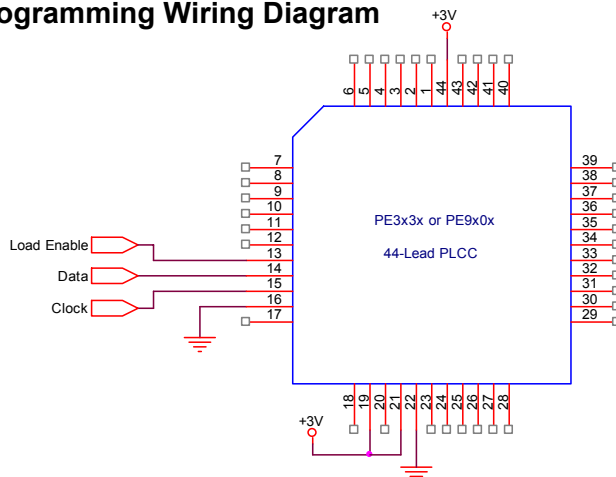 ogramming Wiring Diagram
+3V
6 5 4 3 2 1 44 43 42 41 40
7
8
9
10
11
12
13
14
15
16
17
39
38
37
36
35
34
33
32
31
30
29
PE3x3x or PE9x0x
44-Lead PLCC
Load Enable
Data
Clock
18 19 20 21 22 23 24 25 26 27 28
+3V